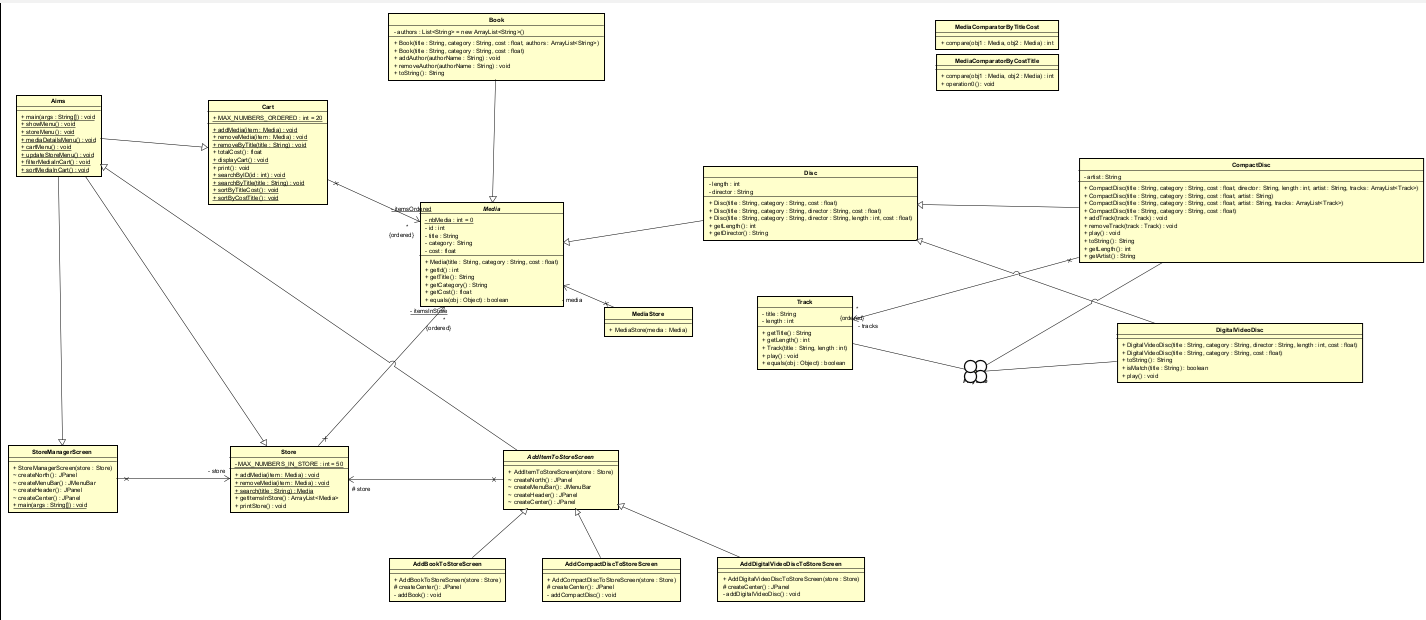 Book
- authors : List<String> = new ArrayList<String>()
+ Book(title : String, category : String, cost : float, authors : ArrayList<String>)
+ Book(title : String, category : String, cost : float)
+ addAuthor(authorName : String) : void
+ removeAuthor(authorName : String) : void
+ toString() : String
MediaComparatorByTitleCost
+ compare(obj1 : Media, obj2 : Media) : int
MediaComparatorByCostTitle
+ compare(obj1 : Media, obj2 : Media) : int
+ operation0() : void
Aims
+ main(args : String[]) : void
+ showMenu() : void
+ storeMenu() : void
+ mediaDetailsMenu() : void
+ cartMenu() : void
+ updateStoreMenu() : void
+ filterMediaInCart() : void
+ sortMediaInCart() : void
Cart
+ MAX_NUMBERS_ORDERED : int = 20
+ addMedia(item : Media) : void
+ removeMedia(item : Media) : void
+ removeByTitle(title : String) : void
+ totalCost() : float
+ displayCart() : void
+ print() : void
+ searchByID(id : int) : void
+ searchByTitle(title : String) : void
+ sortByTitleCost() : void
+ sortByCostTitle() : void
- itemsOrdered
*
{ordered}
Media
- nbMedia : int = 0
- id : int
- title : String
- category : String
- cost : float
+ Media(title : String, category : String, cost : float)
+ getId() : int
+ getTitle() : String
+ getCategory() : String
+ getCost() : float
+ equals(obj : Object) : boolean
- itemsInStore
*
{ordered}
- media
MediaStore
+ MediaStore(media : Media)
Disc
- length : int
- director : String
+ Disc(title : String, category : String, cost : float)
+ Disc(title : String, category : String, director : String, cost : float)
+ Disc(title : String, category : String, director : String, length : int, cost : float)
+ getLength() : int
+ getDirector() : String
CompactDisc
- artist : String
+ CompactDisc(title : String, category : String, cost : float, director : String, length : int, artist : String, tracks : ArrayList<Track>)
+ CompactDisc(title : String, category : String, cost : float, artist : String)
+ CompactDisc(title : String, category : String, cost : float, artist : String, tracks : ArrayList<Track>)
+ CompactDisc(title : String, category : String, cost : float)
+ addTrack(track : Track) : void
+ removeTrack(track : Track) : void
+ play() : void
+ toString() : String
+ getLength() : int
+ getArtist() : String
Track
- title : String
- length : int
+ getTitle() : String
+ getLength() : int
+ Track(title : String, length : int)
+ play() : void
+ equals(obj : Object) : boolean
*
{ordered}
- tracks
DigitalVideoDisc
+ DigitalVideoDisc(title : String, category : String, director : String, length : int, cost : float)
+ DigitalVideoDisc(title : String, category : String, cost : float)
+ toString() : String
+ isMatch(title : String) : boolean
+ play() : void
StoreManagerScreen
+ StoreManagerScreen(store : Store)
~ createNorth() : JPanel
~ createMenuBar() : JMenuBar
~ createHeader() : JPanel
~ createCenter() : JPanel
+ main(args : String[]) : void
- store
Store
- MAX_NUMBERS_IN_STORE : int = 50
+ addMedia(item : Media) : void
+ removeMedia(item : Media) : void
+ search(title : String) : Media
+ getItemsInStore() : ArrayList<Media>
+ printStore() : void
# store
AddItemToStoreScreen
+ AddItemToStoreScreen(store : Store)
~ createNorth() : JPanel
~ createMenuBar() : JMenuBar
~ createHeader() : JPanel
~ createCenter() : JPanel
AddBookToStoreScreen
+ AddBookToStoreScreen(store : Store)
# createCenter() : JPanel
- addBook() : void
AddCompactDiscToStoreScreen
+ AddCompactDiscToStoreScreen(store : Store)
# createCenter() : JPanel
- addCompactDisc() : void
AddDigitalVideoDiscToStoreScreen
+ AddDigitalVideoDiscToStoreScreen(store : Store)
# createCenter() : JPanel
- addDigitalVideoDisc() : void